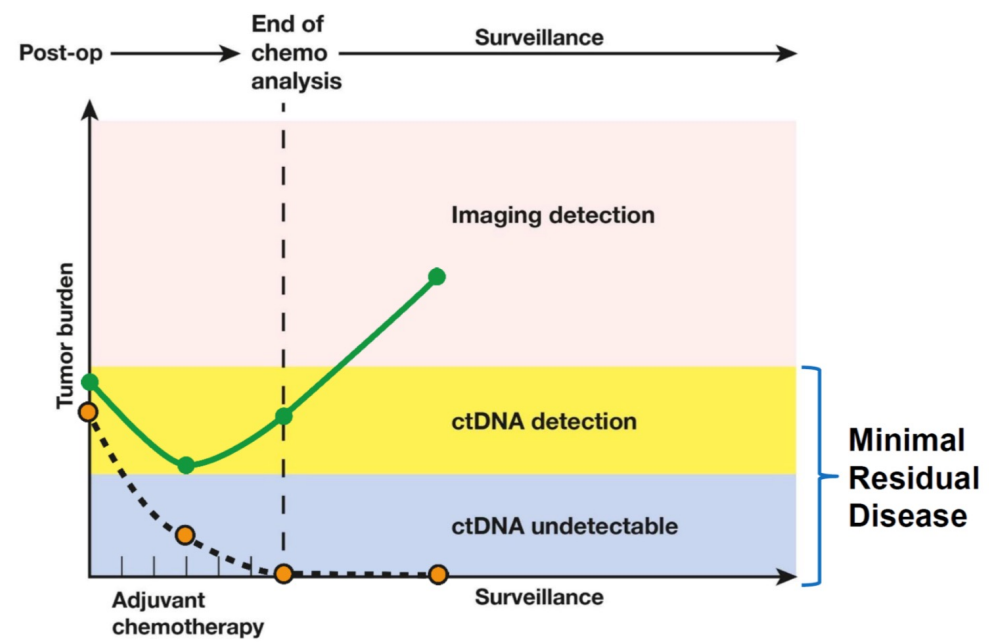 Post-op
End of
chemo
analysis
Surveillance
Tumor burden
Imaging detection
ctDNA detection
ctDNA undetectable
Minimal
Residual
Disease
Adjuvant
chemotherapy
Surveillance